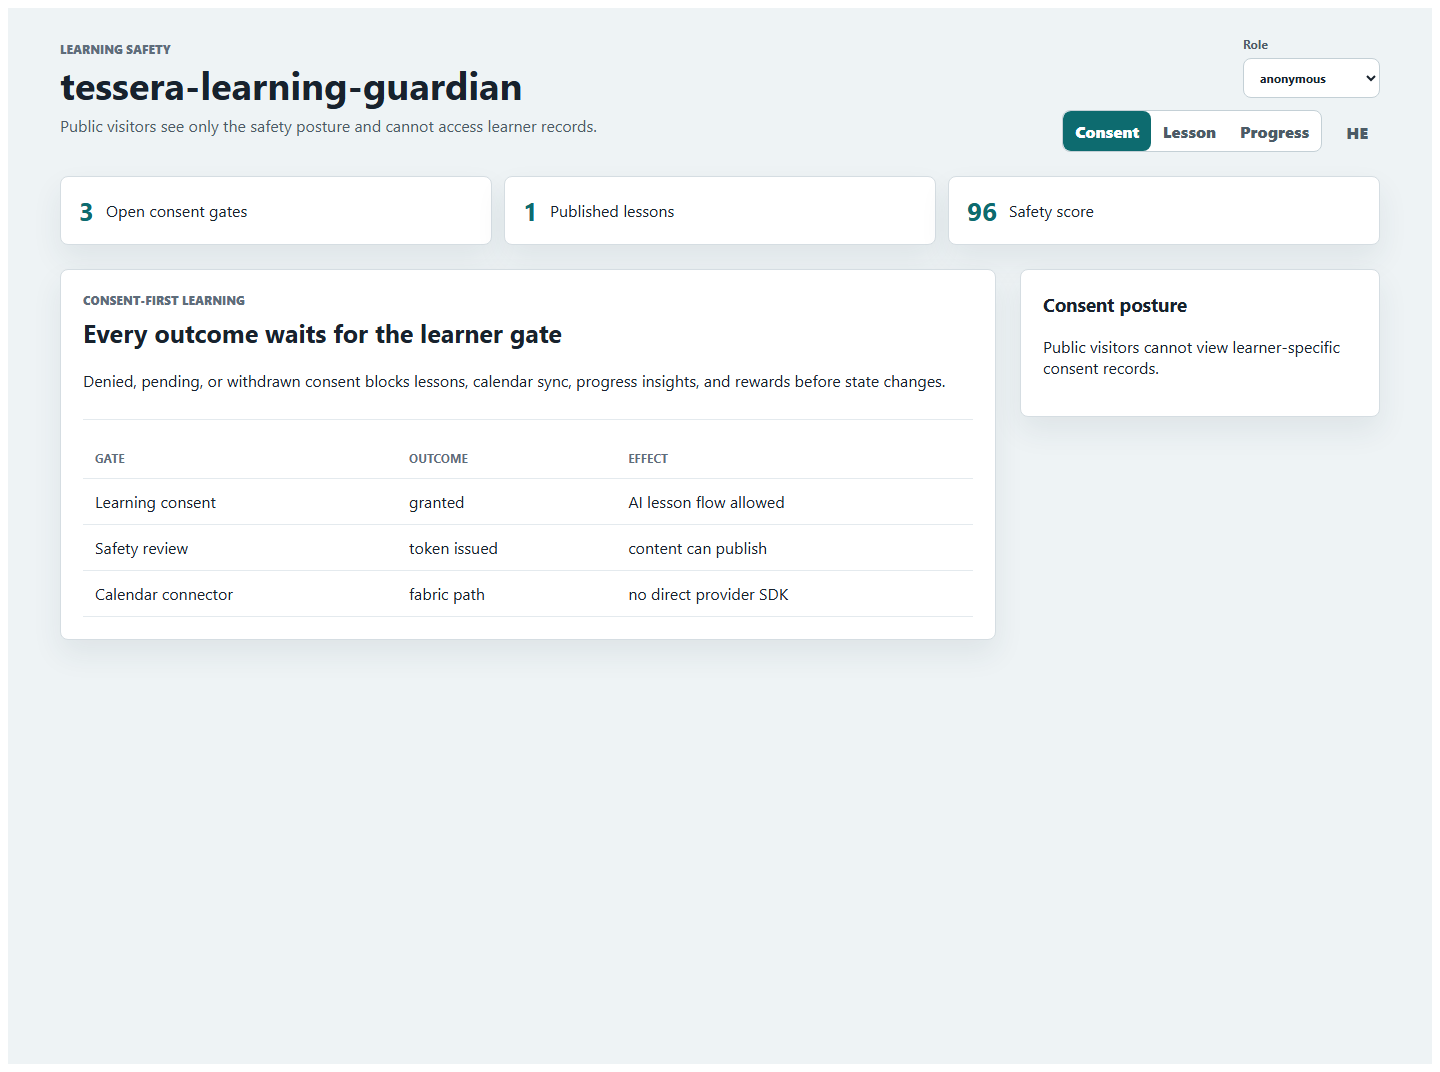 LEARNING SAFETY
tessera-learning-guardian
Public visitors see only the safety posture and cannot access learner records.
Role
anonymous
Consent Lesson Progress HE
3 Open consent gates
1 Published lessons
96 Safety score
CONSENT-FIRST LEARNING
Every outcome waits for the learner gate
Denied, pending, or withdrawn consent blocks lessons, calendar sync, progress insights, and rewards before state changes.
GATE OUTCOME EFFECT
Learning consent granted AI lesson flow allowed
Safety review token issued content can publish
Calendar connector fabric path no direct provider SDK
Consent posture
Public visitors cannot view learner-specific
consent records.